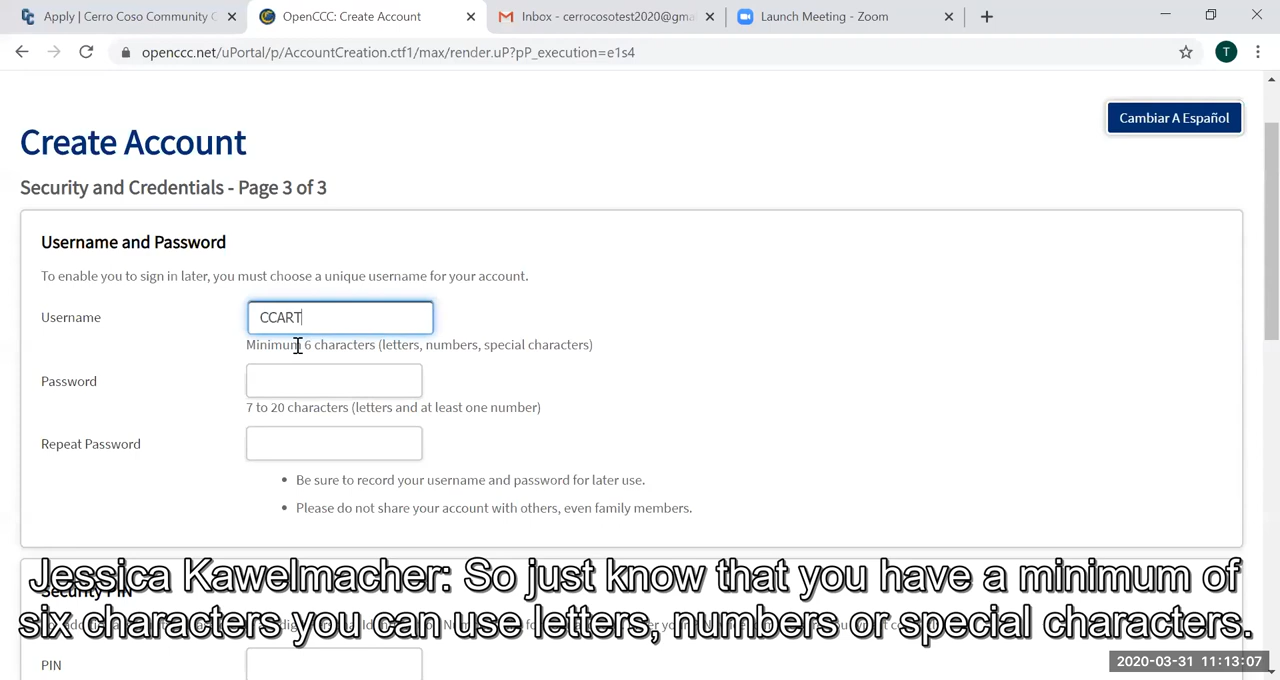 Apply | Cerro Coso Community C
OpenCCC: Create Account
Inbox - cerrocosotest2020@gma
Launch Meeting - Zoom
openccc.net/uPortal/p/AccountCreation.ctf1/max/render.uP?pP_execution=e1s4
T
Cambiar A Español
Create Account
Security and Credentials - Page 3 of 3
Username and Password
To enable you to sign in later, you must choose a unique username for your account.
Username
CCART
Minimum 6 characters (letters, numbers, special characters)
Password
7 to 20 characters (letters and at least one number)
Repeat Password
• Be sure to record your username and password for later use.
• Please do not share your account with others, even family members.
Jessica Kawelmacher: So just know that you have a minimum of
Security PIN
six characters you can use letters, numbers or special characters.
PIN
2020-03-31 11:13:07